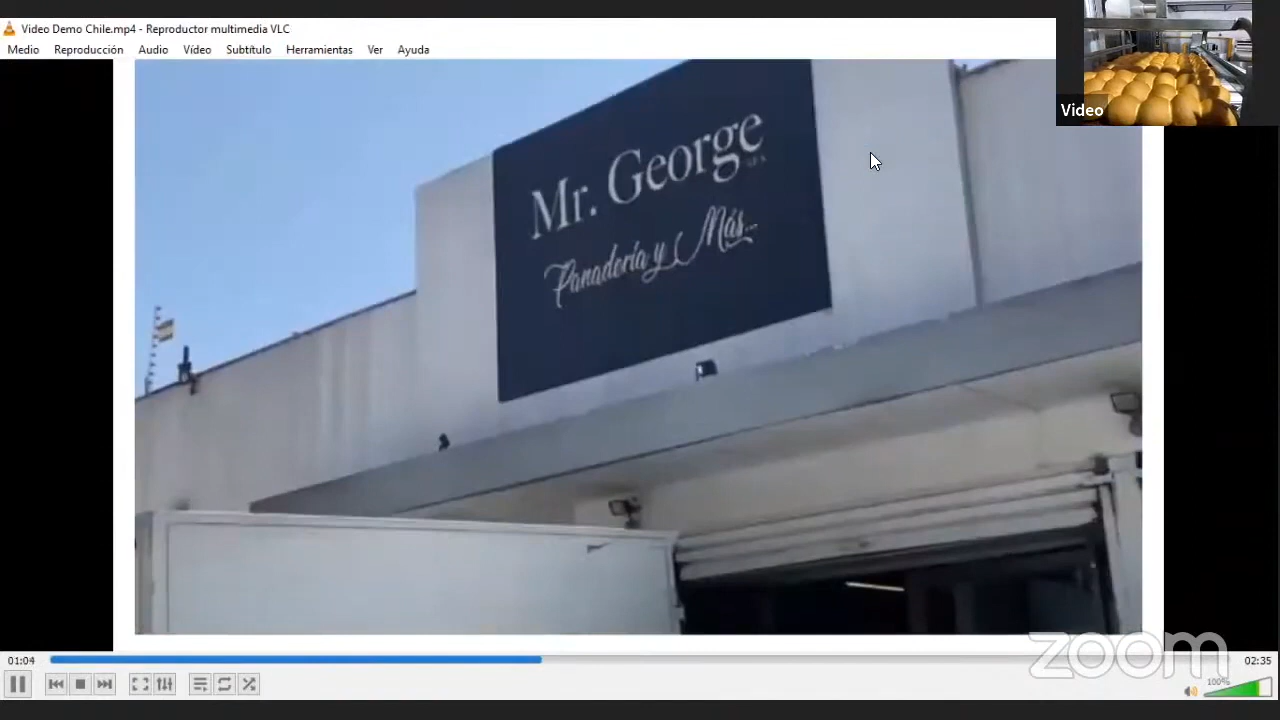 Video Demo Chile.mp4 - Reproductor multimedia VLC
Medio Reproducción Audio Vídeo Subtítulo Herramientas Ver Ayuda
Video
Mr. George
Panadería y Más...
01:04
02:35
100%
zoom